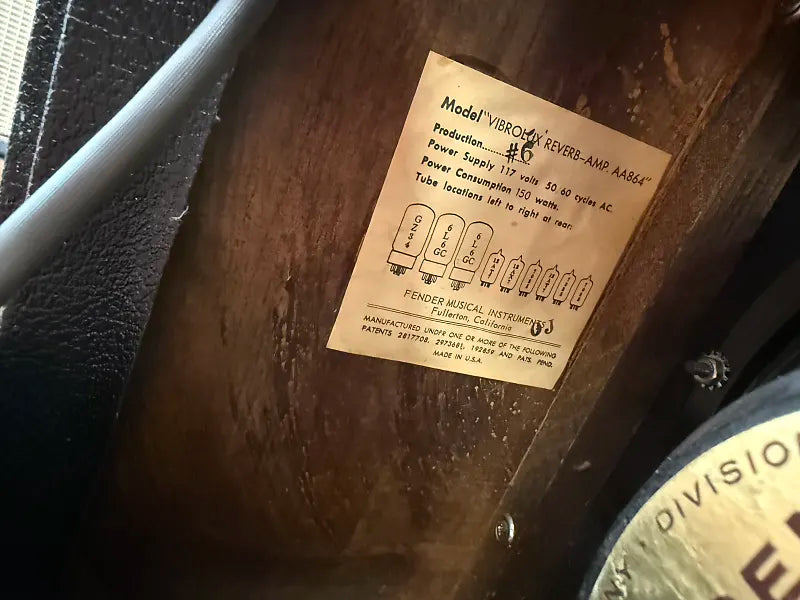 Model "VIBROLUX REVERB-AMP. AA864"
Production........#6
Power Supply 117 volts 50 60 cycles AC.
Power Consumption 150 watts.
Tube locations left to right at rear:
GZ34 6L6GC 6L6GC
FENDER MUSICAL INSTRUMENTS
Fullerton, California
MANUFACTURED UNDER ONE OR MORE OF THE FOLLOWING
PATENTS 2817708, 2973681, 192859 AND PATS. PEND.
MADE IN U.S.A.
DIVISION